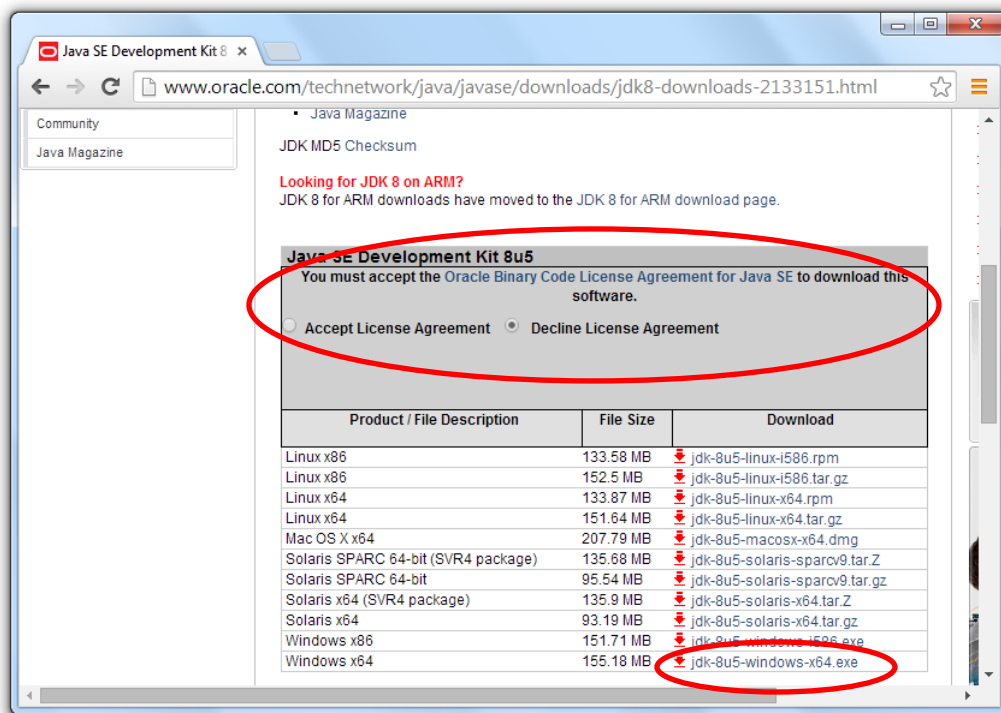 Java SE Development Kit 8
www.oracle.com/technetwork/java/javase/downloads/jdk8-downloads-2133151.html
Community
Java Magazine
Java Magazine
JDK MD5 Checksum
Looking for JDK 8 on ARM?
JDK 8 for ARM downloads have moved to the JDK 8 for ARM download page.
Java SE Development Kit 8u5
You must accept the Oracle Binary Code License Agreement for Java SE to download this
software.
Accept License Agreement Decline License Agreement
Product / File Description File Size Download
Linux x86 133.58 MB jdk-8u5-linux-i586.rpm
Linux x86 152.5 MB jdk-8u5-linux-i586.tar.gz
Linux x64 133.87 MB jdk-8u5-linux-x64.rpm
Linux x64 151.64 MB jdk-8u5-linux-x64.tar.gz
Mac OS X x64 207.79 MB jdk-8u5-macosx-x64.dmg
Solaris SPARC 64-bit (SVR4 package) 135.68 MB jdk-8u5-solaris-sparcv9.tar.Z
Solaris SPARC 64-bit 95.54 MB jdk-8u5-solaris-sparcv9.tar.gz
Solaris x64 (SVR4 package) 135.9 MB jdk-8u5-solaris-x64.tar.Z
Solaris x64 93.19 MB jdk-8u5-solaris-x64.tar.gz
Windows x86 151.71 MB jdk-8u5-windows-i586.exe
Windows x64 155.18 MB jdk-8u5-windows-x64.exe